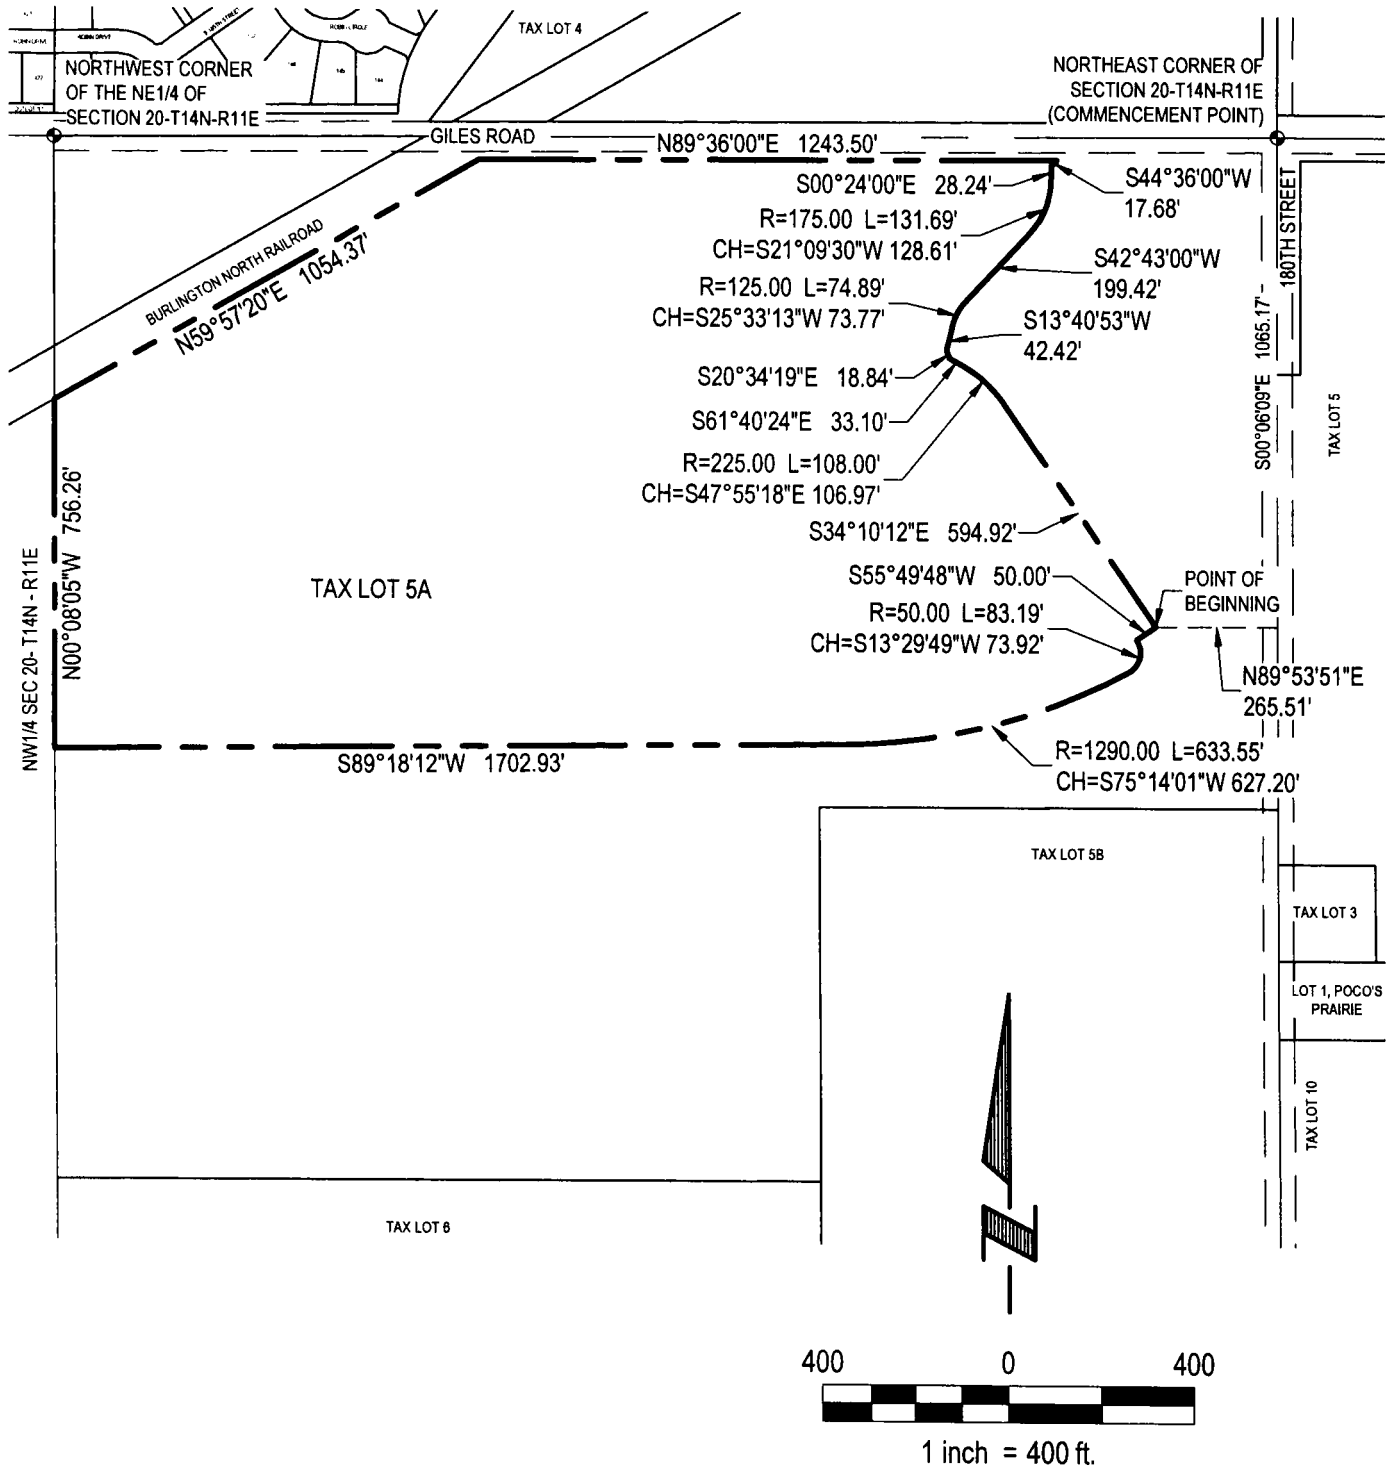 TAX LOT 4
ROBIN DRIVE
NORTHWEST CORNER
OF THE NE1/4 OF
SECTION 20-T14N-R11E
NORTHEAST CORNER OF
SECTION 20-T14N-R11E
(COMMENCEMENT POINT)
GILES ROAD
N89°36'00"E 1243.50'
S00°24'00"E 28.24'
S44°36'00"W
17.68'
R=175.00 L=131.69'
CH=S21°09'30"W 128.61'
S42°43'00"W
199.42'
180TH STREET
BURLINGTON NORTH RAILROAD
N59°57'20"E 1054.37'
R=125.00 L=74.89'
CH=S25°33'13"W 73.77'
S13°40'53"W
42.42'
S00°06'09"E 1065.17'
S20°34'19"E 18.84'
S61°40'24"E 33.10'
TAX LOT 5
R=225.00 L=108.00'
CH=S47°55'18"E 106.97'
S34°10'12"E 594.92'
N00°08'05"W 756.26'
NW1/4 SEC 20- T14N - R11E
TAX LOT 5A
S55°49'48"W 50.00'
POINT OF
BEGINNING
R=50.00 L=83.19'
CH=S13°29'49"W 73.92'
N89°53'51"E
265.51'
S89°18'12"W 1702.93'
R=1290.00 L=633.55'
CH=S75°14'01"W 627.20'
TAX LOT 5B
TAX LOT 3
LOT 1, POCO'S
PRAIRIE
TAX LOT 10
TAX LOT 6
400 0 400
1 inch = 400 ft.